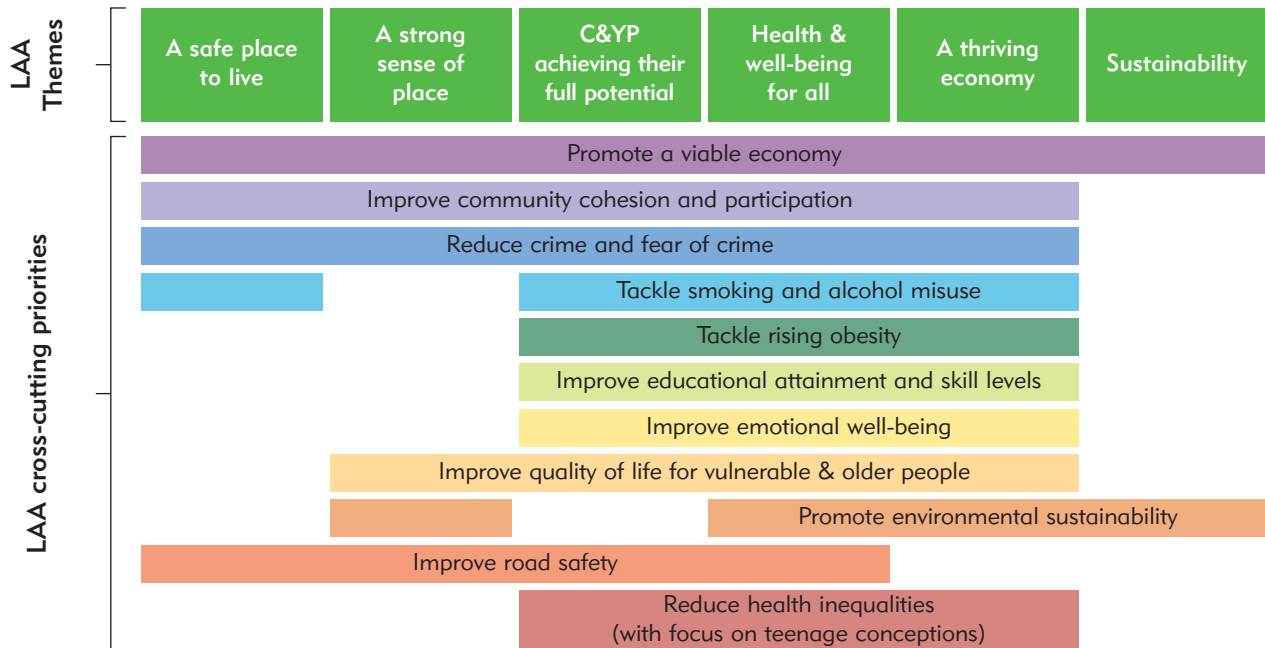 LAA
Themes
A safe place
to live
A strong
sense of
place
C&YP
achieving their
full potential
Health &
well-being
for all
A thriving
economy
Sustainability
LAA cross-cutting priorities
Promote a viable economy
Improve community cohesion and participation
Reduce crime and fear of crime
Tackle smoking and alcohol misuse
Tackle rising obesity
Improve educational attainment and skill levels
Improve emotional well-being
Improve quality of life for vulnerable & older people
Promote environmental sustainability
Improve road safety
Reduce health inequalities
(with focus on teenage conceptions)